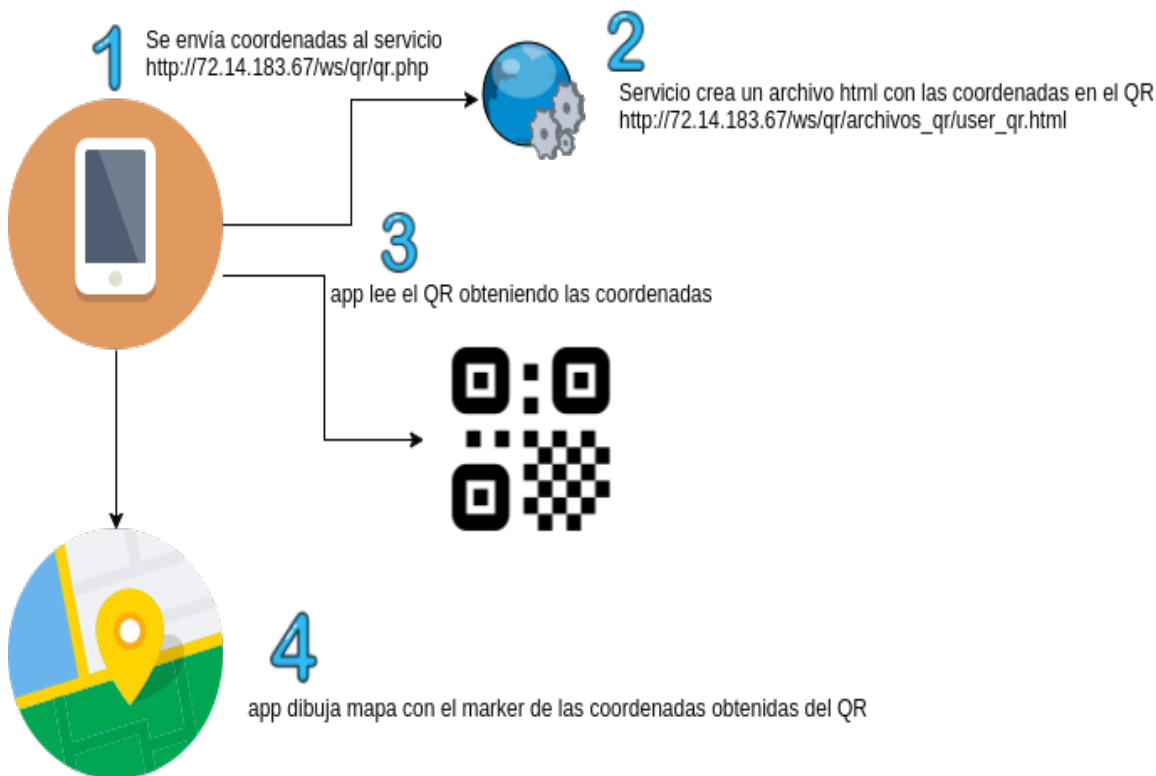 1
Se envía coordenadas al servicio
http://72.14.183.67/ws/qr/qr.php
2
Servicio crea un archivo html con las coordenadas en el QR
http://72.14.183.67/ws/qr/archivos_qr/user_qr.html
3
app lee el QR obteniendo las coordenadas
4
app dibuja mapa con el marker de las coordenadas obtenidas del QR